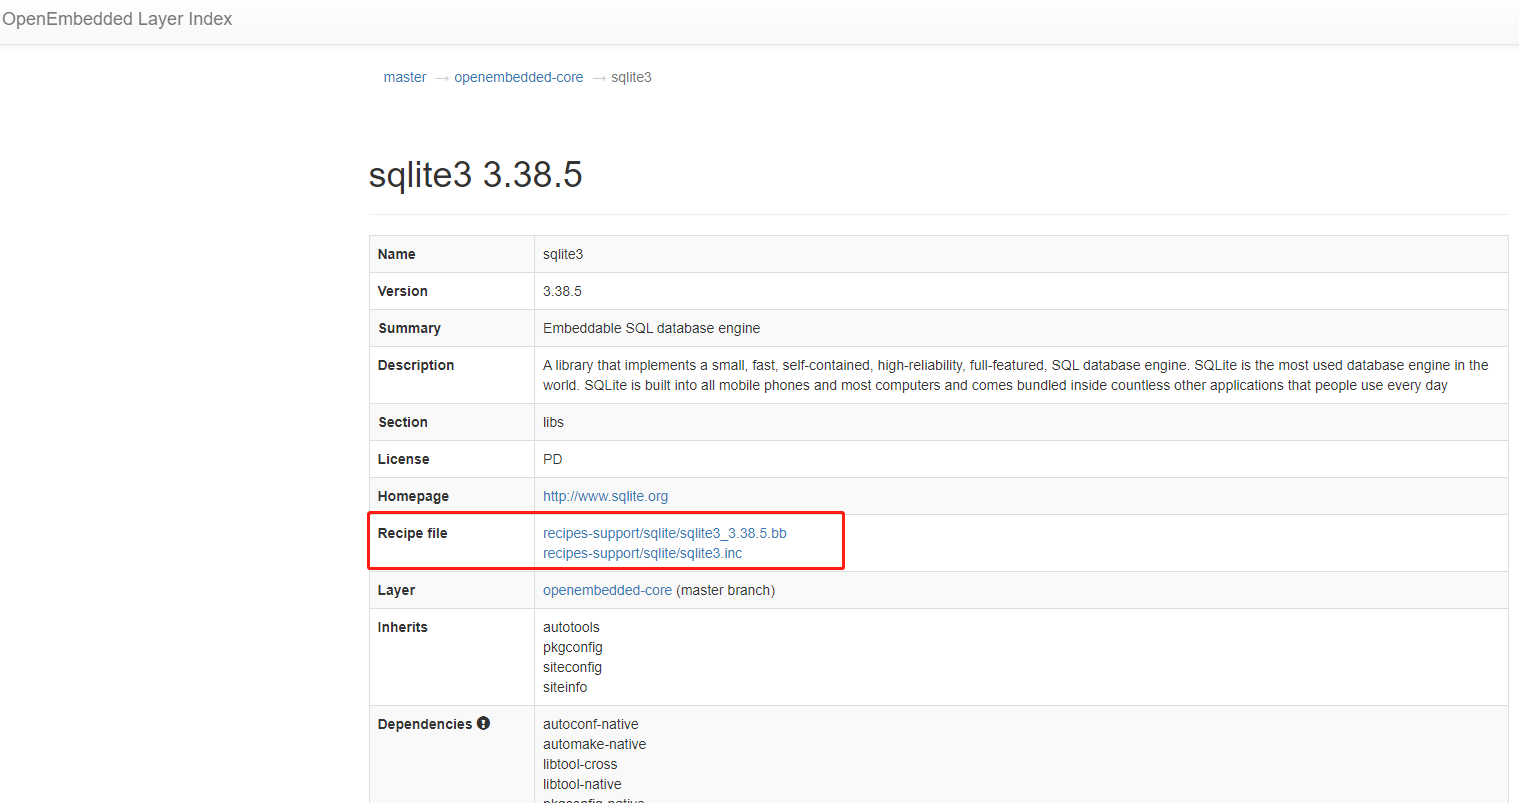 OpenEmbedded Layer Index
master → openembedded-core → sqlite3
sqlite3 3.38.5
Name sqlite3
Version 3.38.5
Summary Embeddable SQL database engine
Description A library that implements a small, fast, self-contained, high-reliability, full-featured, SQL database engine. SQLite is the most used database engine in the
world. SQLite is built into all mobile phones and most computers and comes bundled inside countless other applications that people use every day
Section libs
License PD
Homepage http://www.sqlite.org
Recipe file recipes-support/sqlite/sqlite3_3.38.5.bb
recipes-support/sqlite/sqlite3.inc
Layer openembedded-core (master branch)
Inherits autotools
pkgconfig
siteconfig
siteinfo
Dependencies autoconf-native
automake-native
libtool-cross
libtool-native
pkgconfig-native